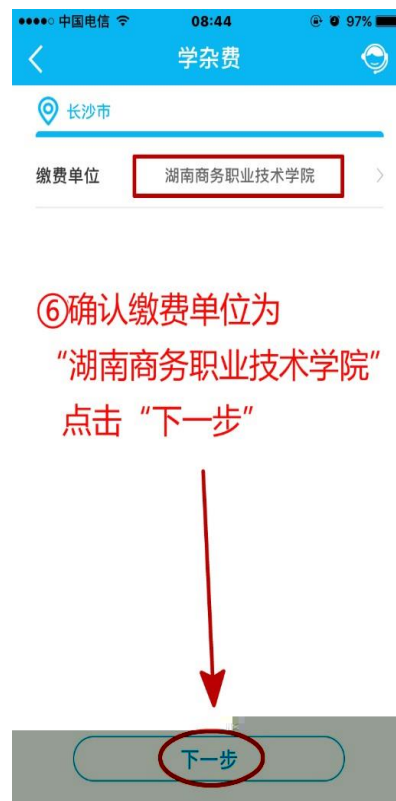 中国电信 08:44 97%
学杂费
长沙市
缴费单位 湖南商务职业技术学院
⑥确认缴费单位为
“湖南商务职业技术学院”
点击“下一步”
下一步